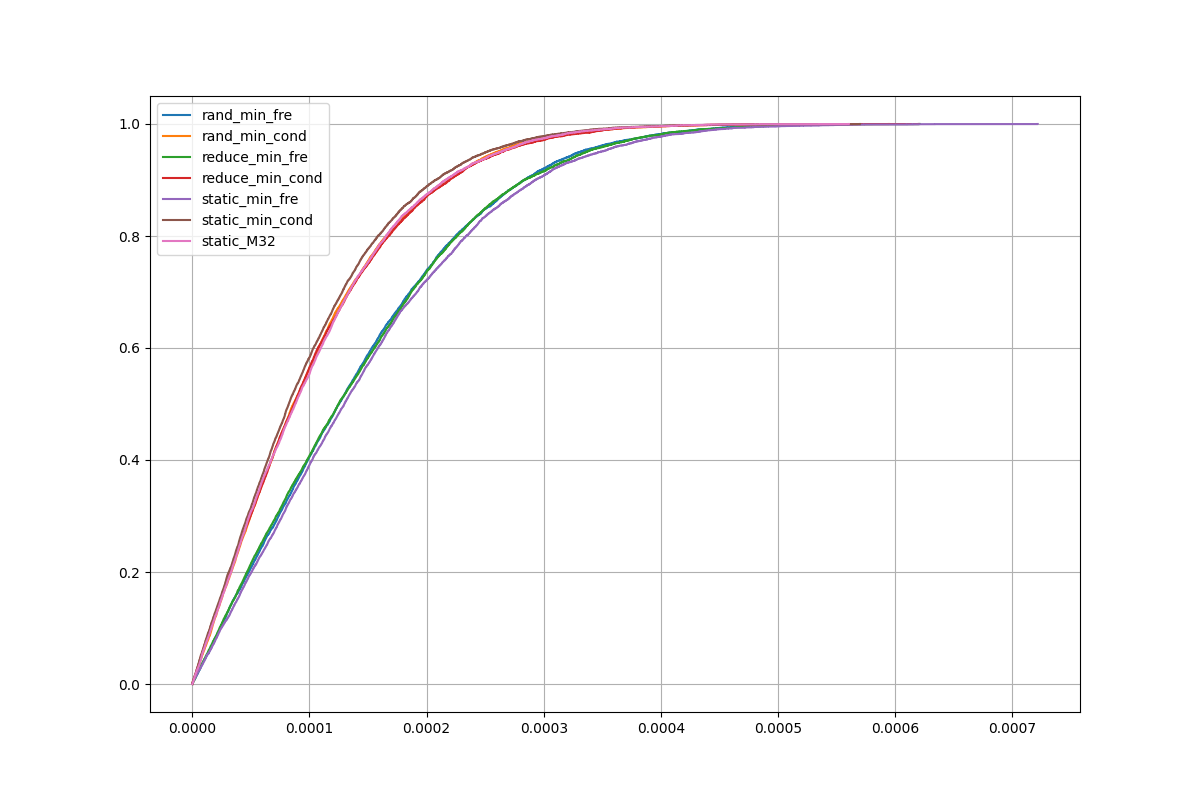 rand_min_fre
rand_min_cond
reduce_min_fre
reduce_min_cond
static_min_fre
static_min_cond
static_M32
1.0
0.8
0.6
0.4
0.2
0.0
0.0000 0.0001 0.0002 0.0003 0.0004 0.0005 0.0006 0.0007